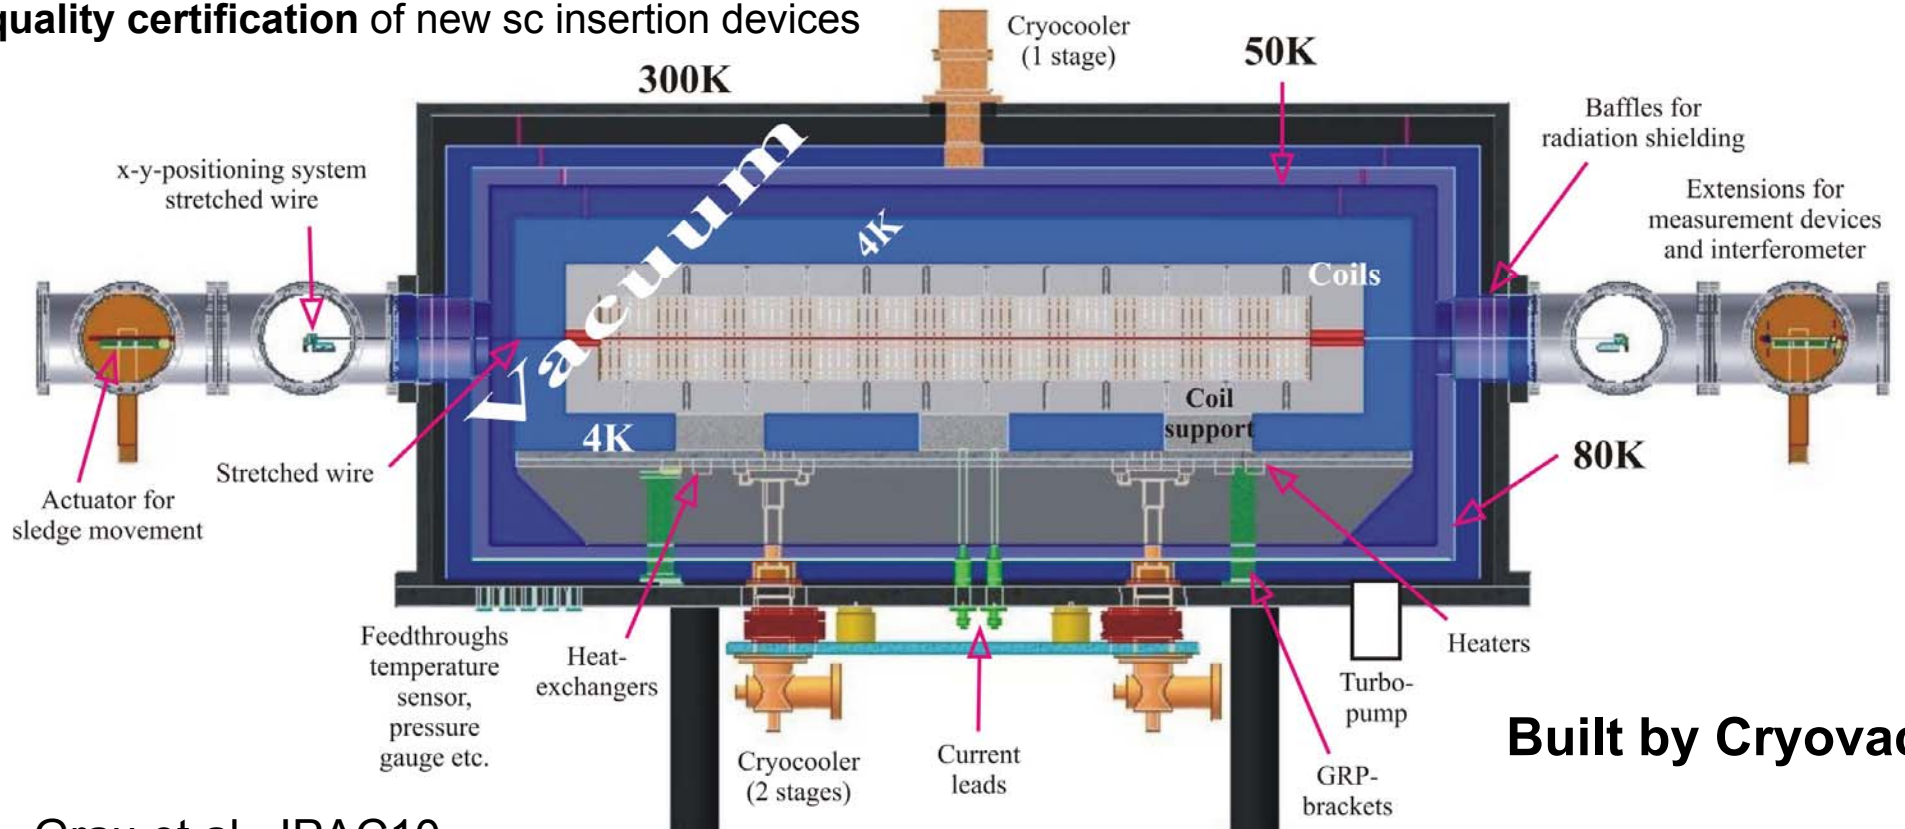 quality certification of new sc insertion devices
Cryocooler
(1 stage)
50K
300K
Baffles for
radiation shielding
x-y-positioning system
stretched wire
Extensions for
measurement devices
and interferometer
Vacuum
4K
Coils
Coil
support
4K
80K
Stretched wire
Actuator for
sledge movement
Feedthroughs
temperature
sensor,
pressure
gauge etc.
Heat-
exchangers
Heaters
Turbo-
pump
Cryocooler
(2 stages)
Current
leads
GRP-
brackets
Built by Cryovac